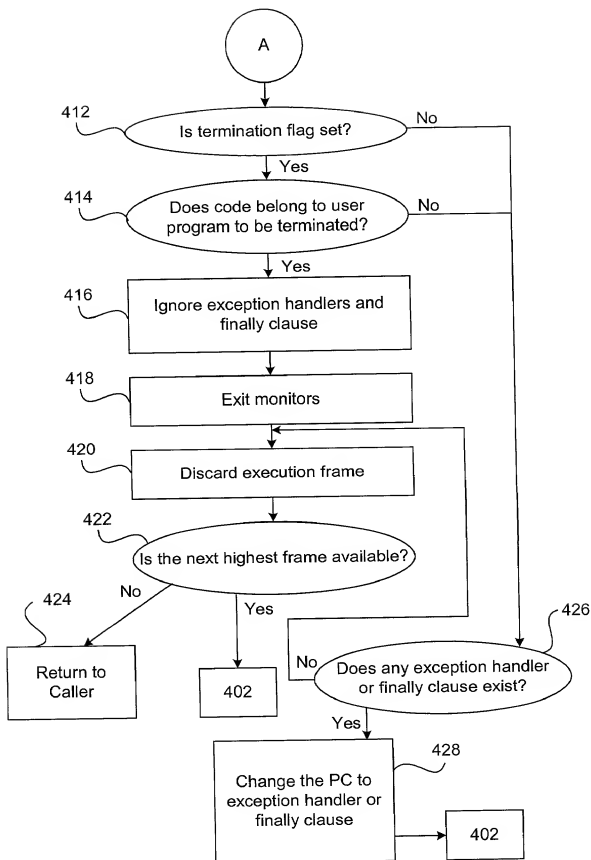 A
412
Is termination flag set?
No
Yes
414
Does code belong to user
program to be terminated?
No
Yes
416
Ignore exception handlers and
finally clause
418
Exit monitors
420
Discard execution frame
422
Is the next highest frame available?
No
Yes
424
Return to
Caller
402
426
Does any exception handler
or finally clause exist?
No
Yes
428
Change the PC to
exception handler or
finally clause
402